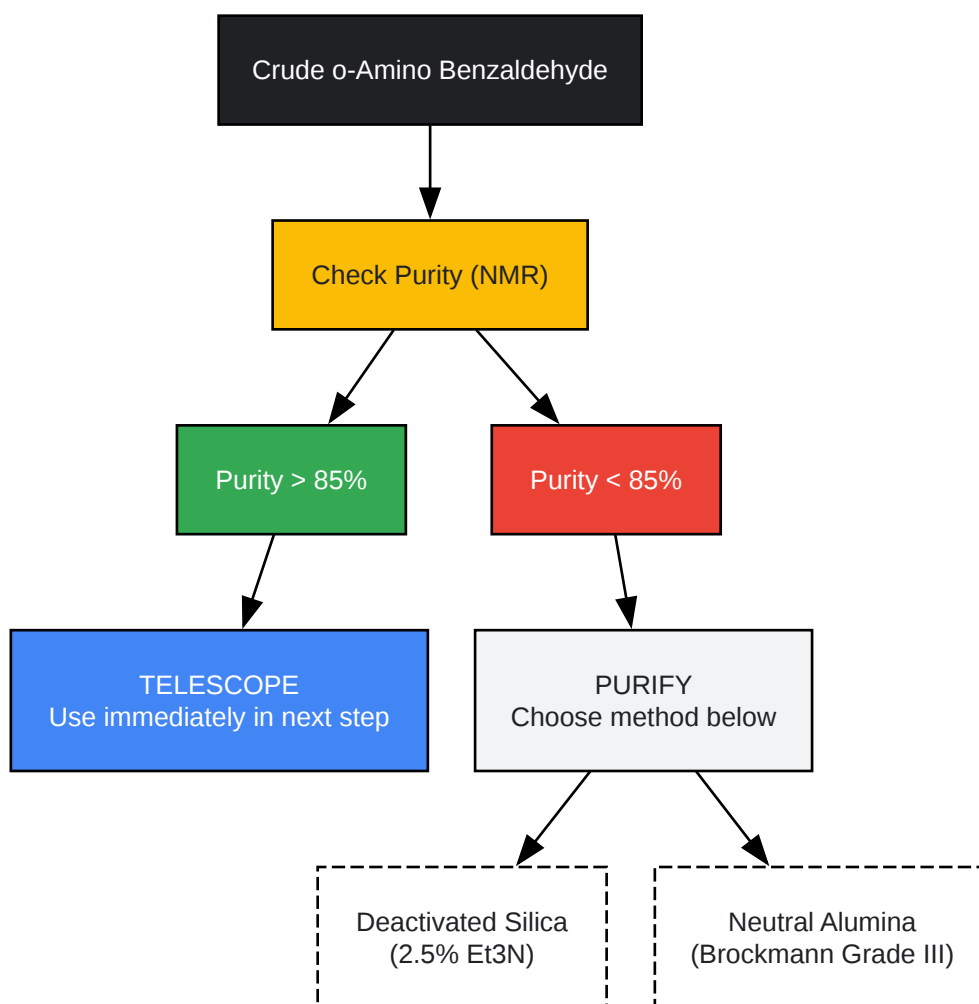 Crude o-Amino Benzaldehyde
Check Purity (NMR)
Purity > 85%
Purity < 85%
TELESCOPE
Use immediately in next step
PURIFY
Choose method below
Deactivated Silica
(2.5% Et3N)
Neutral Alumina
(Brockmann Grade III)